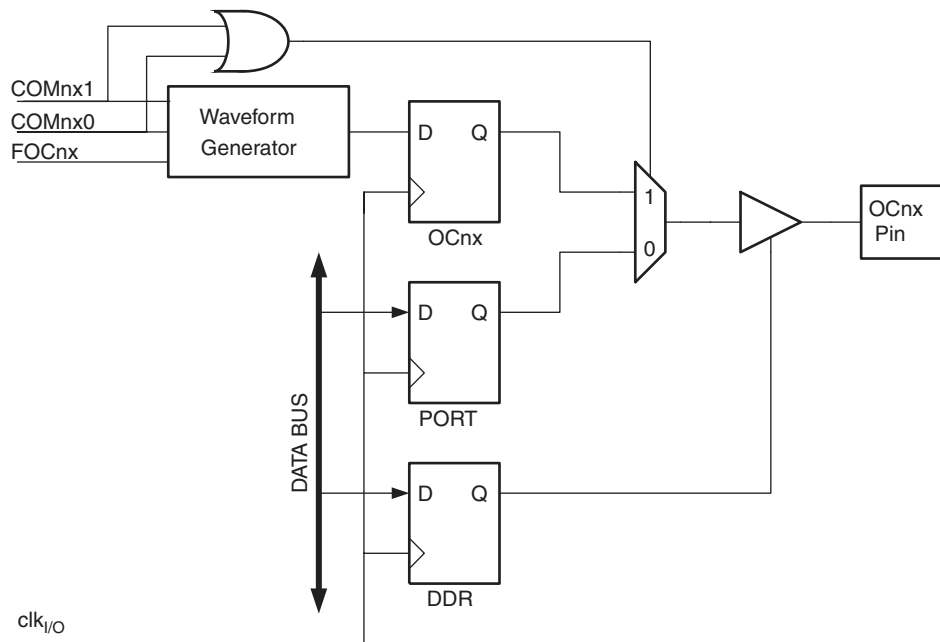 COMnx1
COMnx0
FOCnx
Waveform
Generator
D Q
OCnx
1
0
OCnx
Pin
D Q
PORT
DATA BUS
D Q
DDR
clkI/O